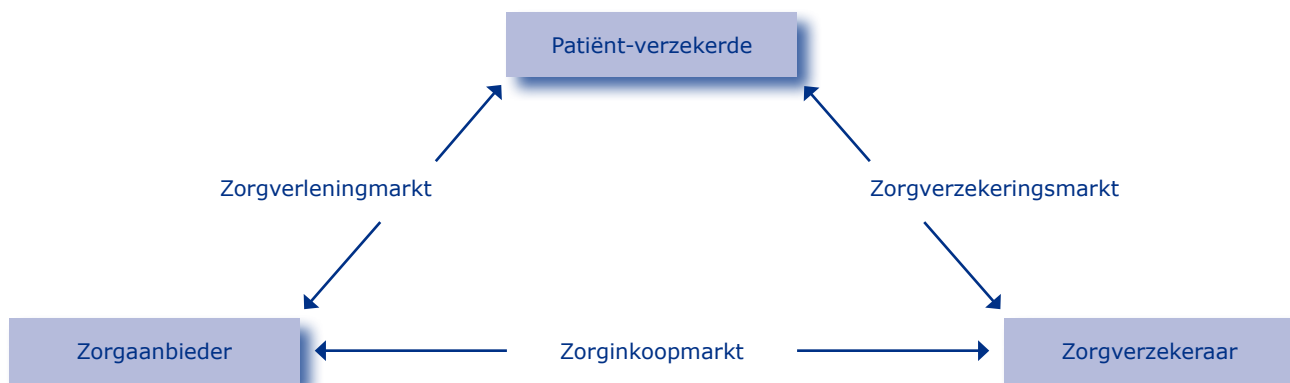 Patiënt-verzekerde
Zorgverleningmarkt
Zorgverzekeringsmarkt
Zorgaanbieder
Zorginkoopmarkt
Zorgverzekeraar